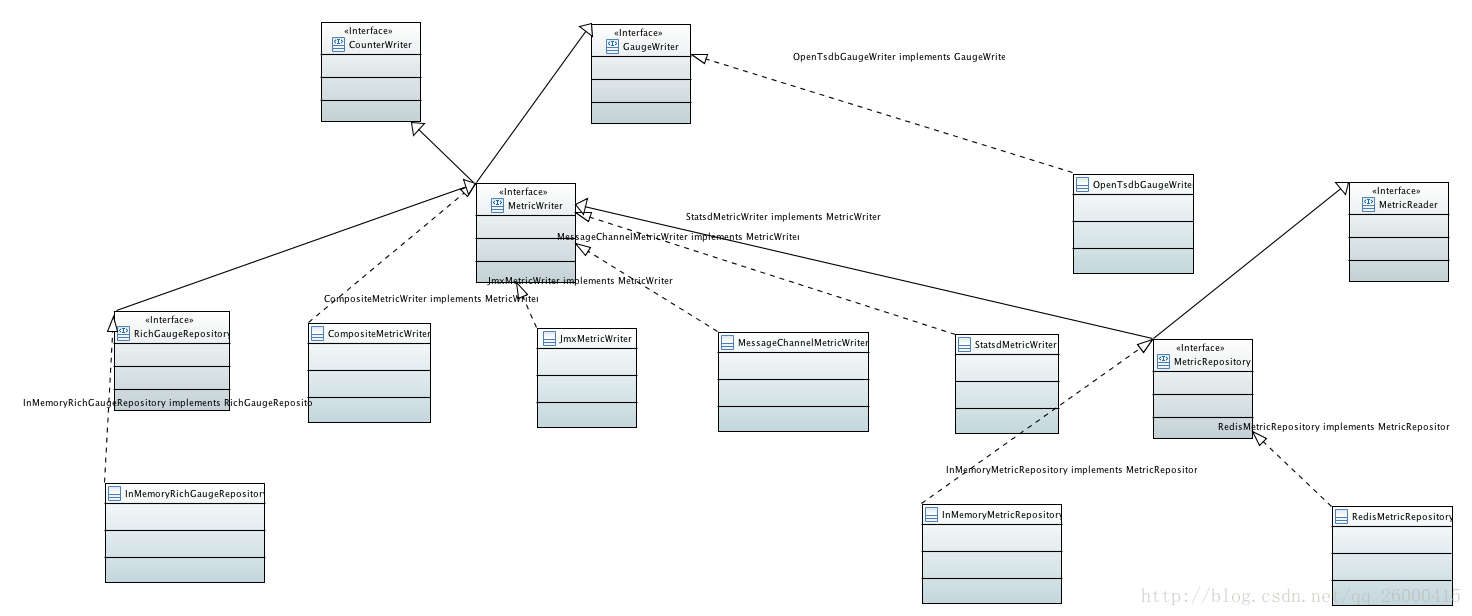 «Interface»
CounterWriter
«Interface»
GaugeWriter
OpenTsdbGaugeWriter implements GaugeWrite
OpenTsdbGaugeWrite
«Interface»
MetricReader
«Interface»
MetricWriter
StatsdMetricWriter implements MetricWriter
MessageChannelMetricWriter implements MetricWriter
JmxMetricWriter implements MetricWriter
CompositeMetricWriter implements MetricWriter
«Interface»
RichGaugeRepository
CompositeMetricWriter
JmxMetricWriter
MessageChannelMetricWriter
StatsdMetricWriter
«Interface»
MetricRepository
InMemoryRichGaugeRepository implements RichGaugeReposito
RedisMetricRepository implements MetricRepositor
InMemoryMetricRepository implements MetricRepositor
InMemoryRichGaugeRepository
InMemoryMetricRepository
RedisMetricRepository
http://blog.csdn.net/qq_26000415